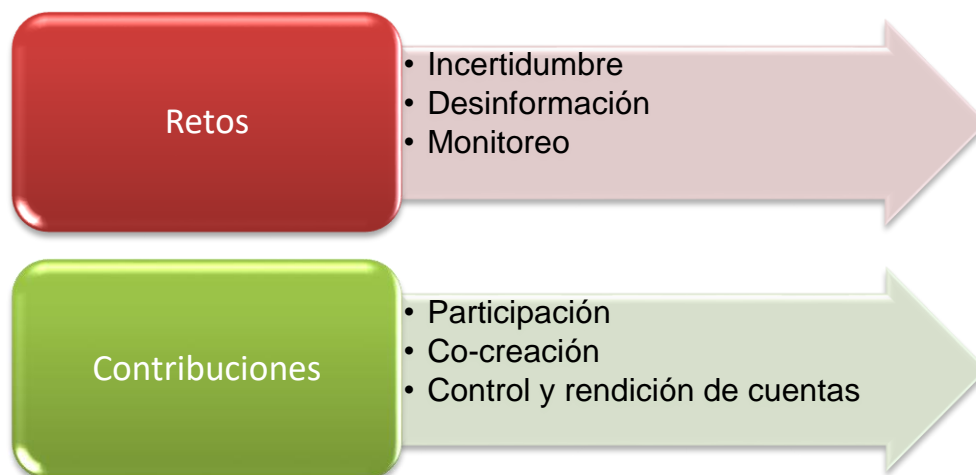 Retos
• Incertidumbre
• Desinformación
• Monitoreo
Contribuciones
• Participación
• Co-creación
• Control y rendición de cuentas